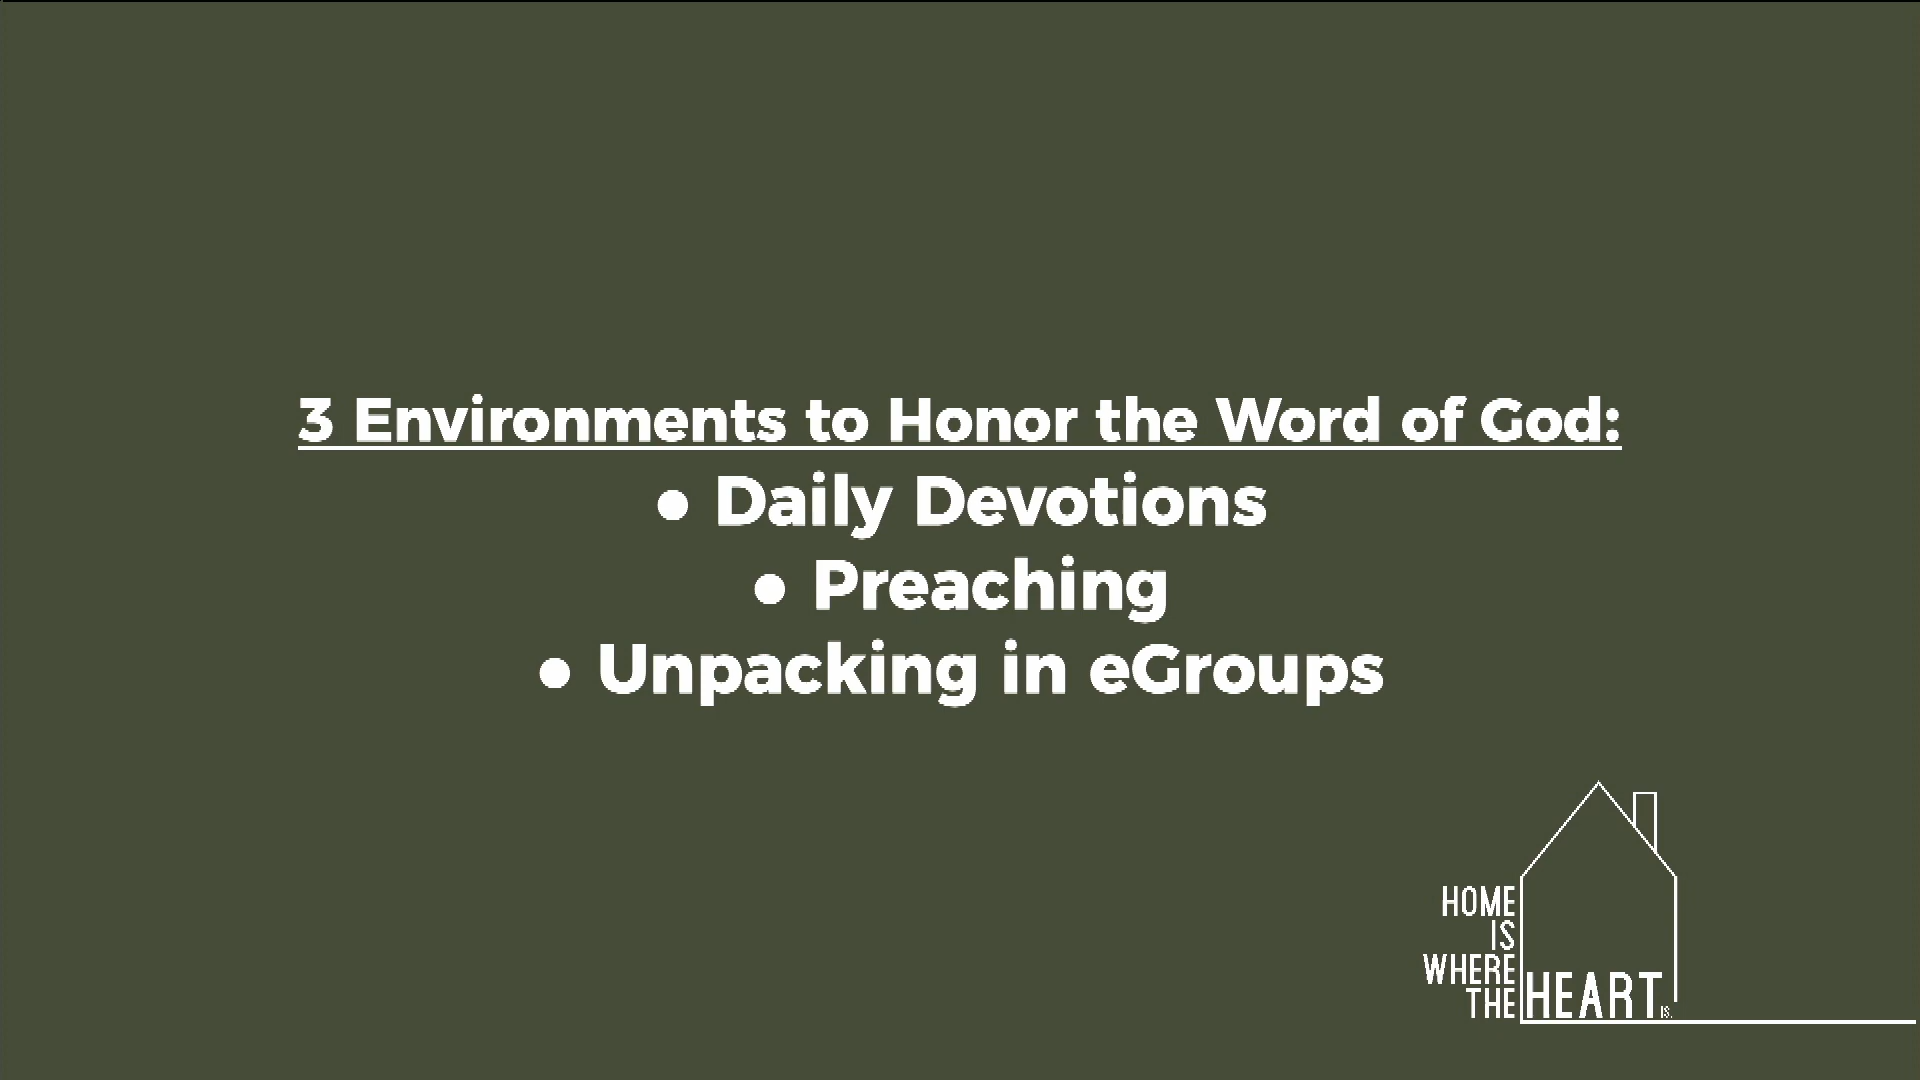 3 Environments to Honor the Word of God:
● Daily Devotions
● Preaching
● Unpacking in eGroups
HOME
IS
WHERE
THE HEART IS.